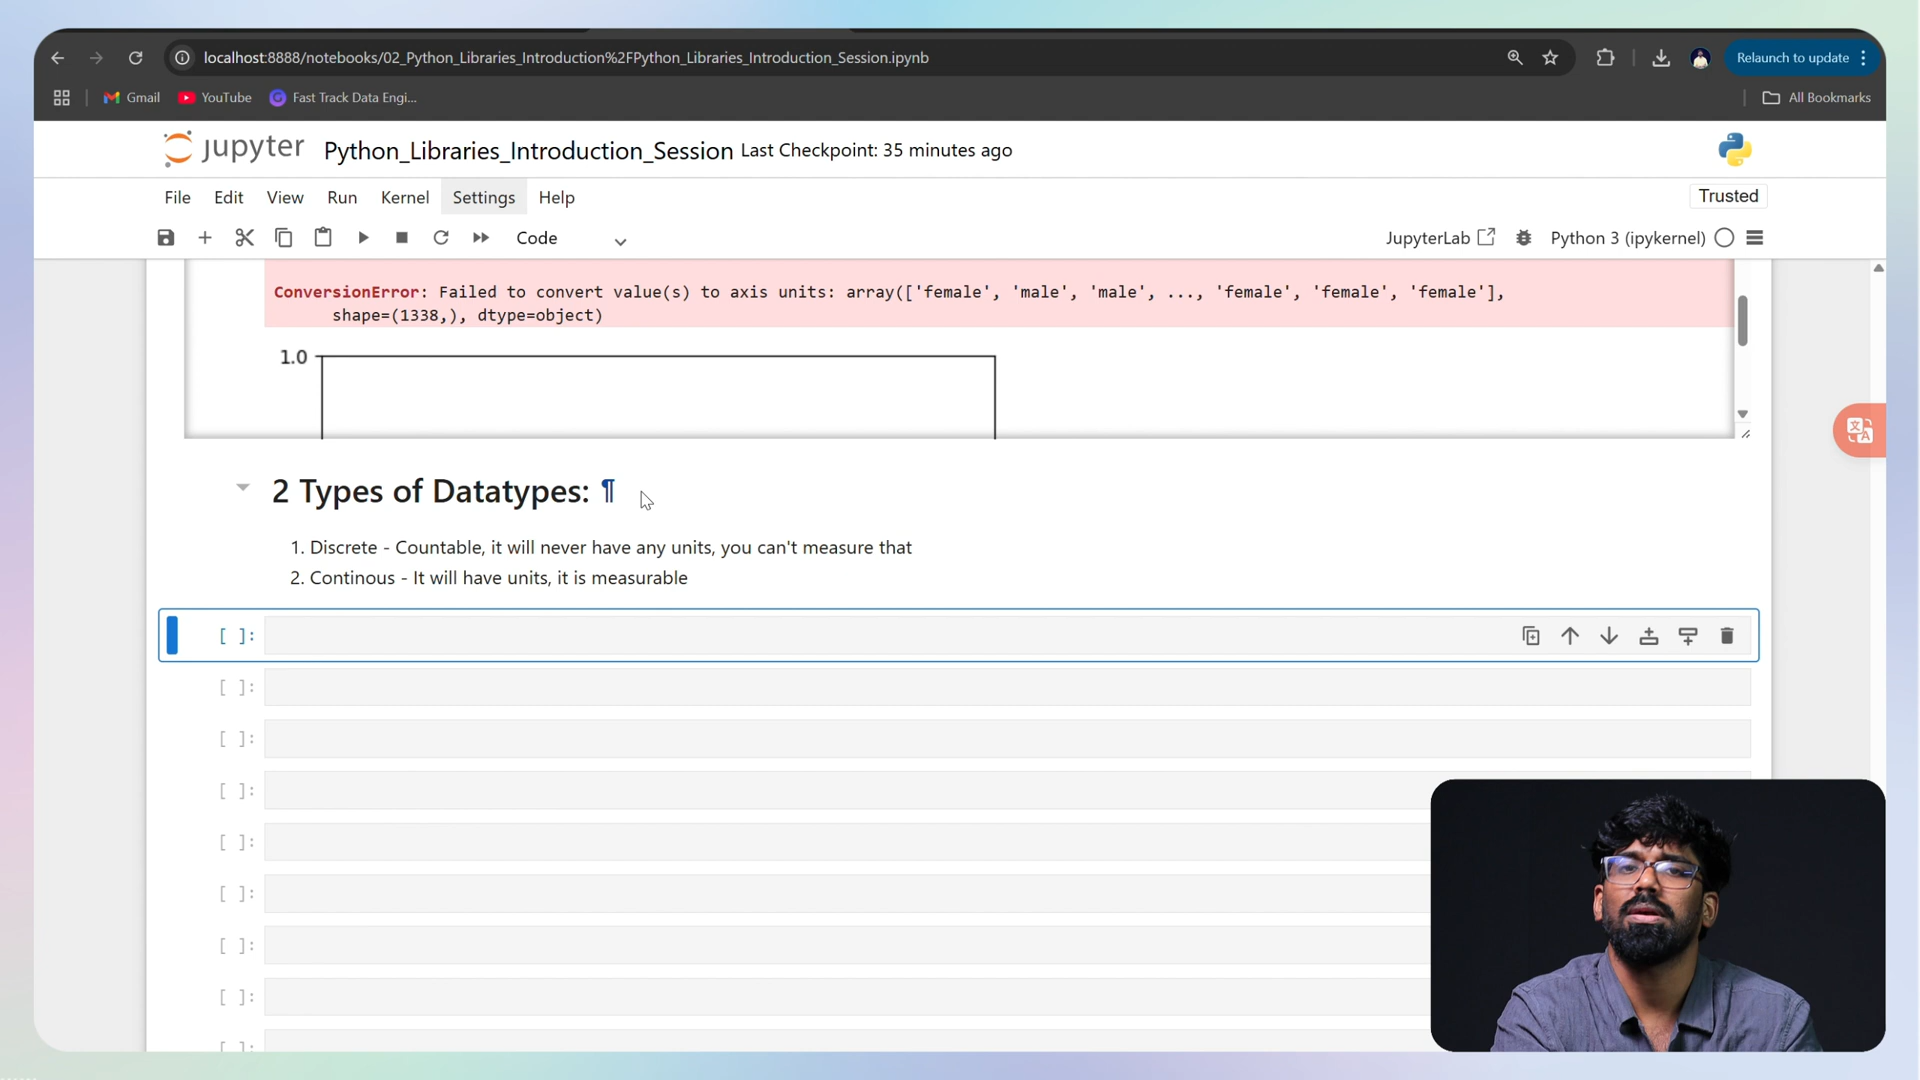 localhost:8888/notebooks/02_Python_Libraries_Introduction%2FPython_Libraries_Introduction_Session.ipynb
Relaunch to update
Gmail
YouTube
Fast Track Data Engi...
All Bookmarks
jupyter
Python_Libraries_Introduction_Session Last Checkpoint: 35 minutes ago
File Edit View Run Kernel Settings Help
Trusted
Code
JupyterLab
Python 3 (ipykernel)
ConversionError: Failed to convert value(s) to axis units: array(['female', 'male', 'male', ..., 'female', 'female', 'female'],
shape=(1338,), dtype=object)
1.0
2 Types of Datatypes: ¶
1. Discrete - Countable, it will never have any units, you can't measure that
2. Continous - It will have units, it is measurable
[ ]:
[ ]:
[ ]:
[ ]:
[ ]:
[ ]:
[ ]:
[ ]:
[ ]: